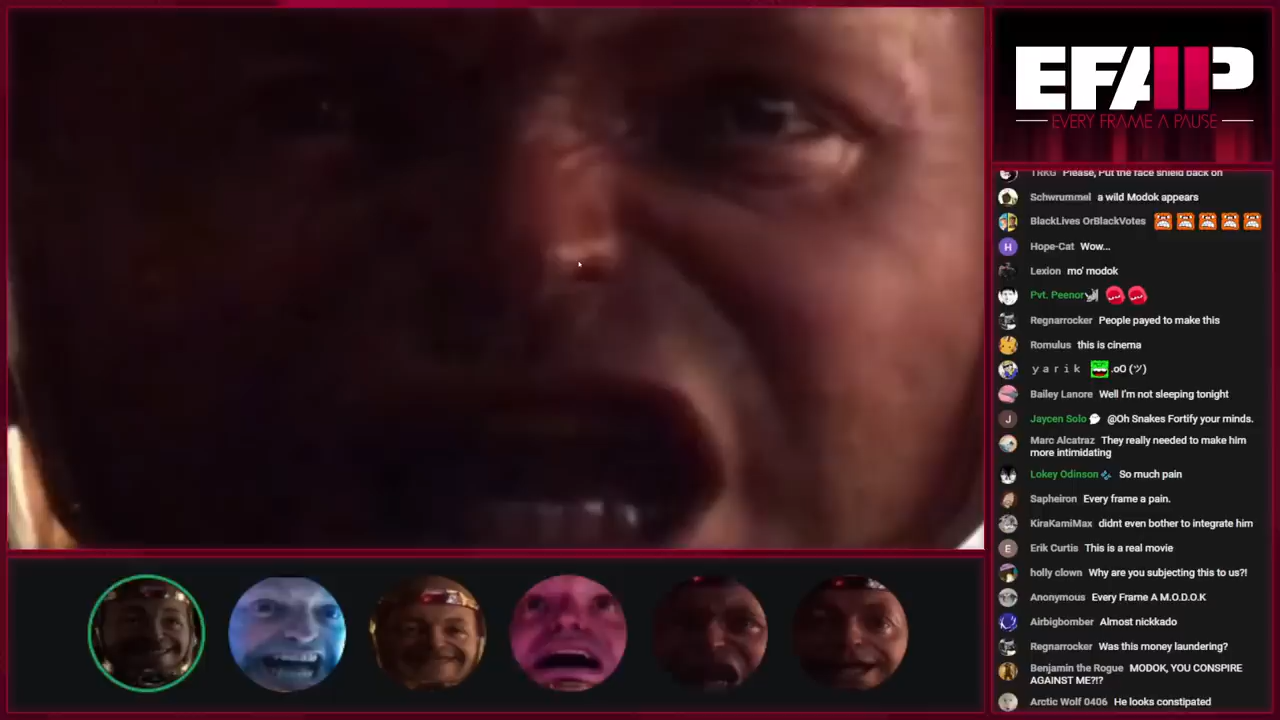 EFAP
EVERY FRAME A PAUSE
TRKG Please, Put the face shield back on
Schwrummel a wild Modok appears
BlackLives OrBlackVotes
H
Hope-Cat Wow...
Lexion mo' modok
Pvt. Peenor
Regnarrocker People payed to make this
Romulus this is cinema
y a r i k .oO (ツ)
Bailey Lanore Well I'm not sleeping tonight
J
Jaycen Solo @Oh Snakes Fortify your minds.
Marc Alcatraz They really needed to make him
more intimidating
Lokey Odinson So much pain
Sapheiron Every frame a pain.
KiraKamiMax didnt even bother to integrate him
E
Erik Curtis This is a real movie
holly clown Why are you subjecting this to us?!
Anonymous Every Frame A M.O.D.O.K
Airbigbomber Almost nickkado
Regnarrocker Was this money laundering?
Benjamin the Rogue MODOK, YOU CONSPIRE
AGAINST ME?!?
Arctic Wolf 0406 He looks constipated